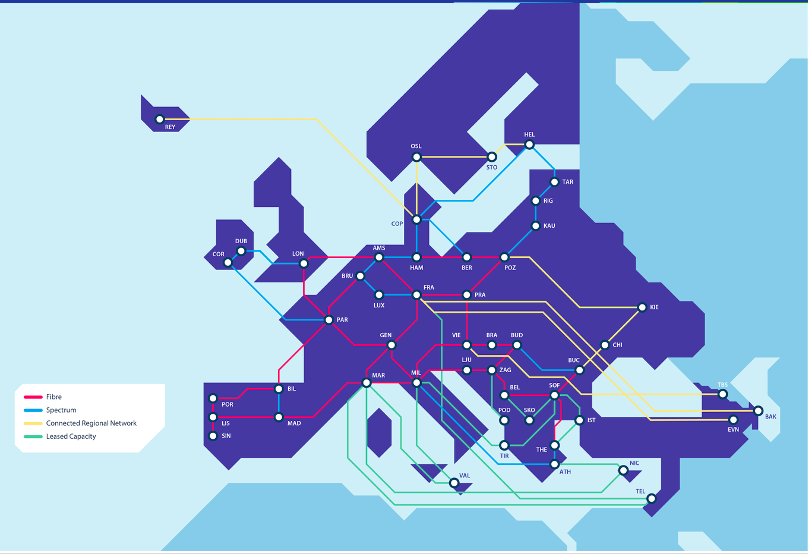 REY
OSL
HEL
STO
TAR
RIG
COP
KAU
DUB
COR
LON
AMS
HAM
BER
POZ
BRU
FRA
LUX
PRA
KIE
PAR
GEN
VIE
BRA
BUD
CHI
LJU
ZAG
BUC
MAR
MIL
BIL
BEL
SOF
TBS
POR
LIS
MAD
SIN
POD
SKO
IST
BAK
EVN
TIR
THE
ATH
NIC
VAL
TEL
Fibre
Spectrum
Connected Regional Network
Leased Capacity